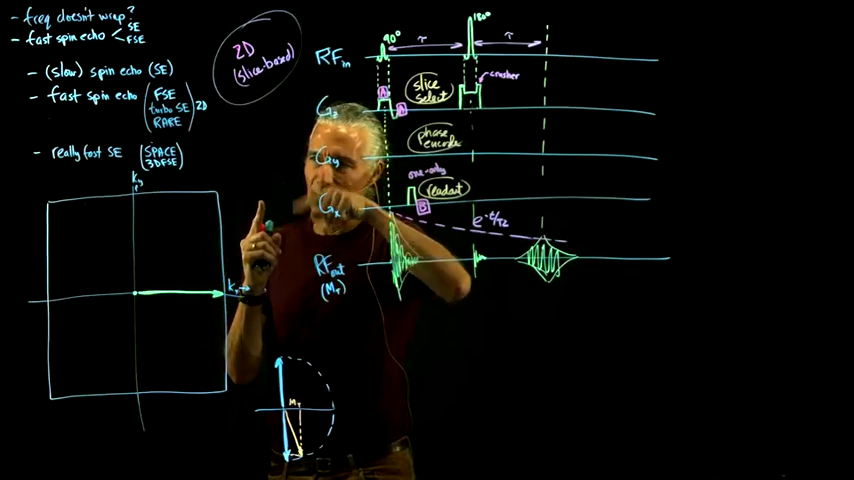 - freq doesn't wrap?
- fast spin echo < SE
FSE
- (slow) spin echo (SE)
- fast spin echo (FSE
turbo SE
RARE) 2D
- really fast SE (SPACE
3DFSE)
2D
(slice-based)
RFin
90°
τ
180°
τ
crusher
slice
select
A
A
Gz
phase
encode
Gy
one-only
readout
Gx
B
e^-t/T2
RFout
(MT)
ky
kx
MT